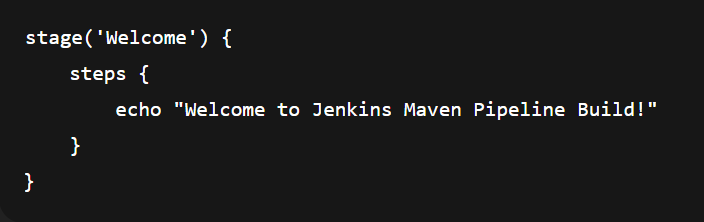 stage('Welcome') {
    steps {
        echo "Welcome to Jenkins Maven Pipeline Build!"
    }
}